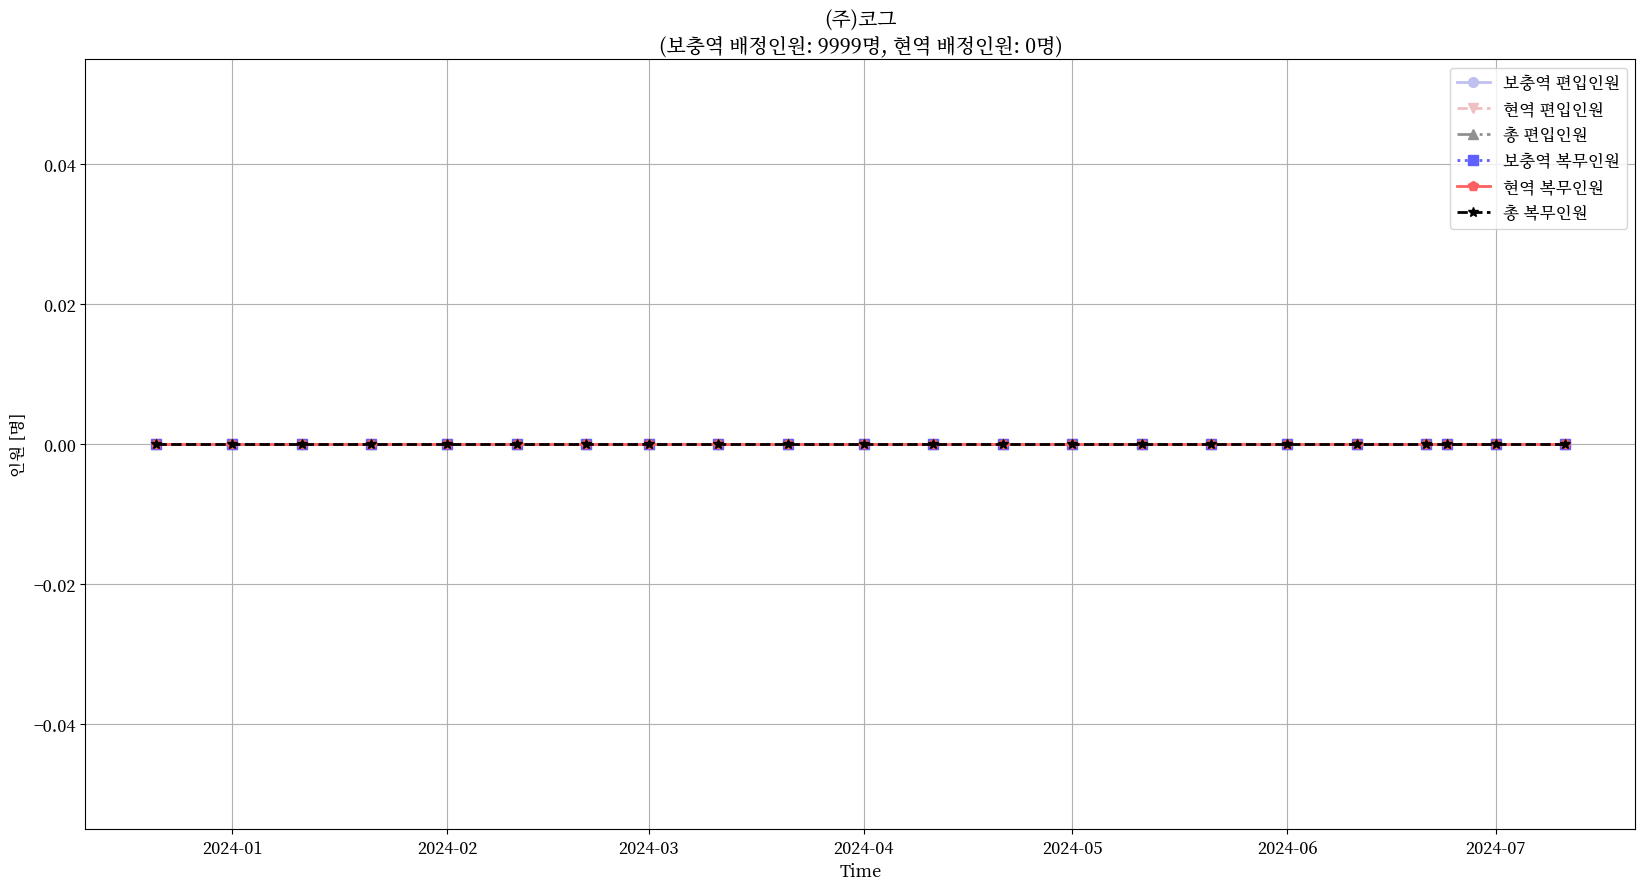 (주)코그
(보충역 배정인원: 9999명, 현역 배정인원: 0명)
보충역 편입인원
현역 편입인원
총 편입인원
보충역 복무인원
현역 복무인원
총 복무인원
인원 [명]
0.04
0.02
0.00
−0.02
−0.04
2024-01 2024-02 2024-03 2024-04 2024-05 2024-06 2024-07
Time